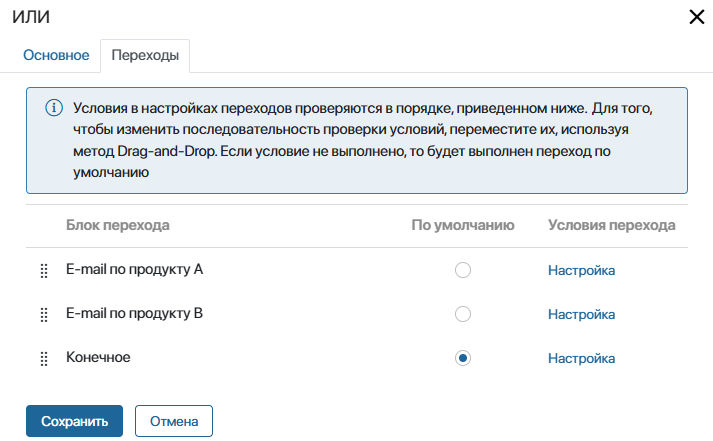 ИЛИ
Основное
Переходы
Условия в настройках переходов проверяются в порядке, приведенном ниже. Для того,
чтобы изменить последовательность проверки условий, переместите их, используя
метод Drag-and-Drop. Если условие не выполнено, то будет выполнен переход по
умолчанию
Блок перехода По умолчанию Условия перехода
E-mail по продукту A Настройка
E-mail по продукту B Настройка
Конечное Настройка
Сохранить Отмена